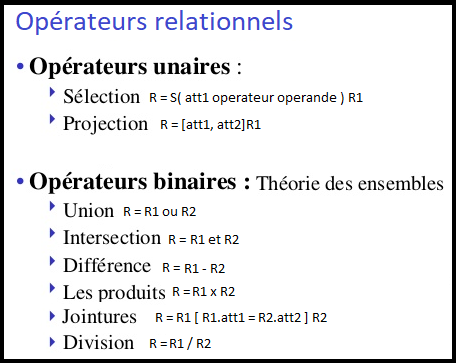 Opérateurs relationnels
• Opérateurs unaires :
Sélection R = S( att1 operateur operande ) R1
Projection R = [att1, att2]R1
• Opérateurs binaires : Théorie des ensembles
Union R = R1 ou R2
Intersection R = R1 et R2
Différence R = R1 - R2
Les produits R = R1 x R2
Jointures R = R1 [ R1.att1 = R2.att2 ] R2
Division R = R1 / R2